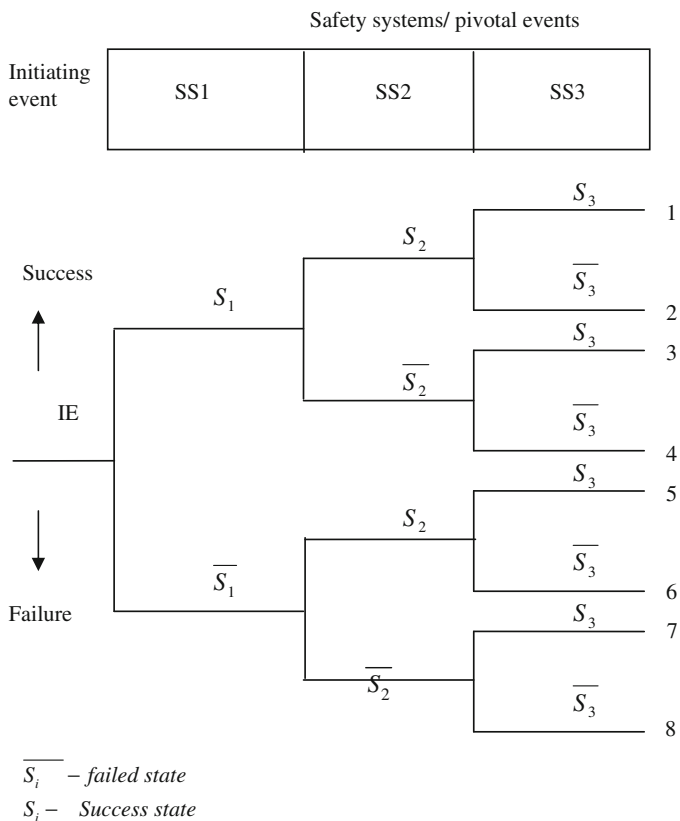 Safety systems/ pivotal events
Initiating event
SS1
SS2
SS3
Success
Failure
IE
S₁
S̅₁
S₂
S̅₂
S₂
S̅₂
S₃
1
S̅₃
2
S₃
3
S̅₃
4
S₃
5
S̅₃
6
S₃
7
S̅₃
8
S̅ᵢ – failed state
Sᵢ – Success state